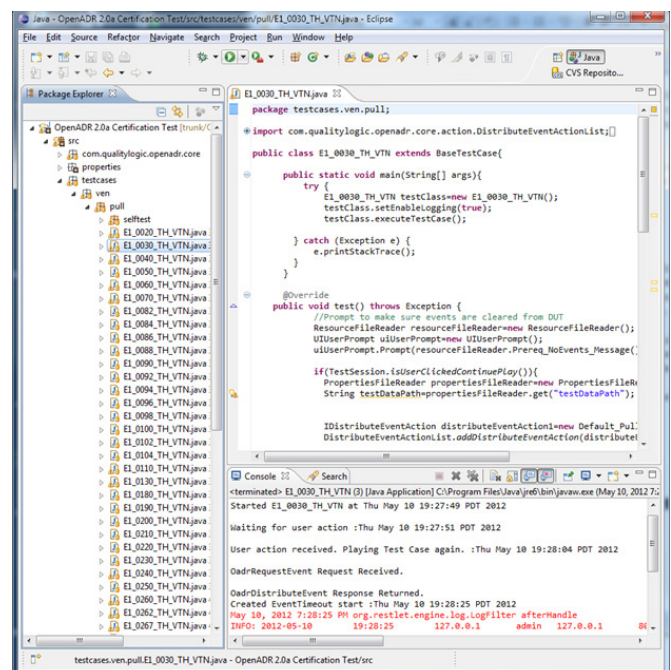 Java - OpenADR 2.0a Certification Test/src/testcases/ven/pull/E1_0030_TH_VTN.java - Eclipse
File Edit Source Refactor Navigate Search Project Run Window Help
Java
CVS Reposito...
Package Explorer
OpenADR 2.0a Certification Test [trunk/C
src
com.qualitylogic.openadr.core
properties
testcases
ven
pull
selftest
E1_0020_TH_VTN.java
E1_0030_TH_VTN.java
E1_0040_TH_VTN.java
E1_0050_TH_VTN.java
E1_0060_TH_VTN.java
E1_0070_TH_VTN.java
E1_0082_TH_VTN.java
E1_0084_TH_VTN.java
E1_0086_TH_VTN.java
E1_0088_TH_VTN.java
E1_0090_TH_VTN.java
E1_0092_TH_VTN.java
E1_0094_TH_VTN.java
E1_0096_TH_VTN.java
E1_0098_TH_VTN.java
E1_0100_TH_VTN.java
E1_0102_TH_VTN.java
E1_0104_TH_VTN.java
E1_0110_TH_VTN.java
E1_0130_TH_VTN.java
E1_0180_TH_VTN.java
E1_0190_TH_VTN.java
E1_0200_TH_VTN.java
E1_0210_TH_VTN.java
E1_0220_TH_VTN.java
E1_0230_TH_VTN.java
E1_0240_TH_VTN.java
E1_0250_TH_VTN.java
E1_0260_TH_VTN.java
E1_0262_TH_VTN.java
E1_0267_TH_VTN.java
E1_0030_TH_VTN.java
package testcases.ven.pull;
import com.qualitylogic.openadr.core.action.DistributeEventActionList;
public class E1_0030_TH_VTN extends BaseTestCase{
public static void main(String[] args){
try {
E1_0030_TH_VTN testClass=new E1_0030_TH_VTN();
testClass.setEnableLogging(true);
testClass.executeTestCase();
} catch (Exception e) {
e.printStackTrace();
}
}
@Override
public void test() throws Exception {
//Prompt to make sure events are cleared from DUT
ResourceFileReader resourceFileReader=new ResourceFileReader();
UIUserPrompt uiUserPrompt=new UIUserPrompt();
uiUserPrompt.Prompt(resourceFileReader.Prereq_NoEvents_Message()
if(TestSession.isUserClickedContinuePlay()){
PropertiesFileReader propertiesFileReader=new PropertiesFileRe
String testDataPath=propertiesFileReader.get("testDataPath");
IDistributeEventAction distributeEventAction1=new Default_Pul
DistributeEventActionList.addDistributeEventAction(distributeE
Console Search
<terminated> E1_0030_TH_VTN (3) [Java Application] C:\Program Files\Java\jre6\bin\javaw.exe (May 10, 2012 7:2
Started E1_0030_TH_VTN at Thu May 10 19:27:49 PDT 2012
Waiting for user action :Thu May 10 19:27:51 PDT 2012
User action received. Playing Test Case again. :Thu May 10 19:28:04 PDT 2012
OadrRequestEvent Request Received.
OadrDistributeEvent Response Returned.
Created EventTimeout start :Thu May 10 19:28:25 PDT 2012
May 10, 2012 7:28:25 PM org.restlet.engine.log.LogFilter afterHandle
INFO: 2012-05-10 19:28:25 127.0.0.1 admin 127.0.0.1 80
testcases.ven.pull.E1_0030_TH_VTN.java - OpenADR 2.0a Certification Test/src